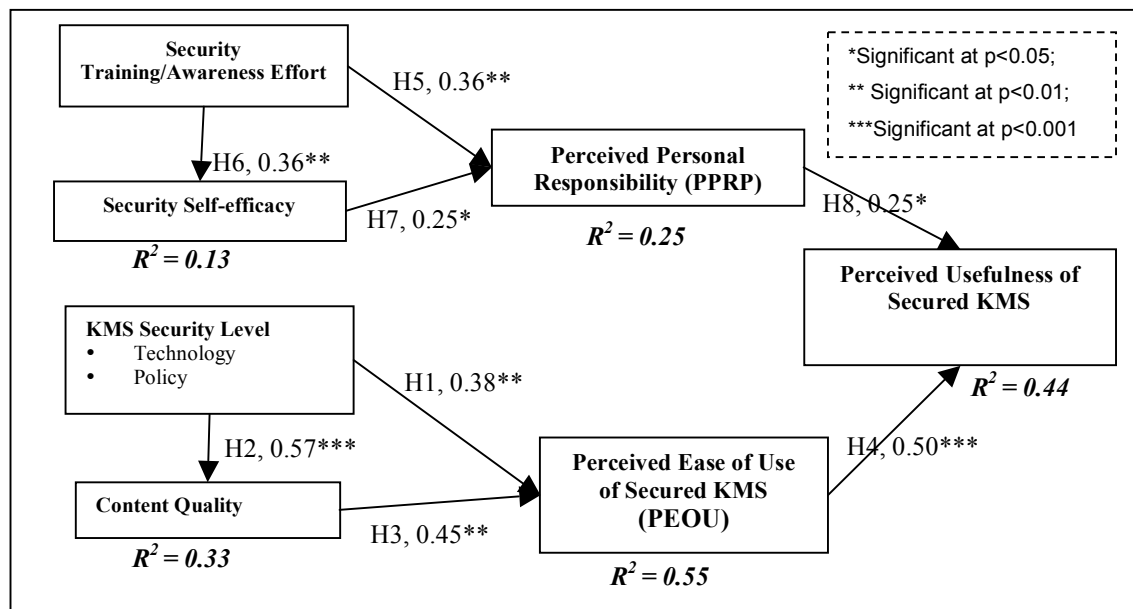 Security
Training/Awareness Effort
*Significant at p<0.05;
** Significant at p<0.01;
***Significant at p<0.001
H5, 0.36**
H6, 0.36**
Perceived Personal
Responsibility (PPRP)
Security Self-efficacy
H7, 0.25*
H8, 0.25*
R² = 0.13
R² = 0.25
Perceived Usefulness of
Secured KMS
KMS Security Level
• Technology
• Policy
H1, 0.38**
R² = 0.44
H2, 0.57***
H4, 0.50***
Perceived Ease of Use
of Secured KMS
(PEOU)
Content Quality
H3, 0.45**
R² = 0.33
R² = 0.55